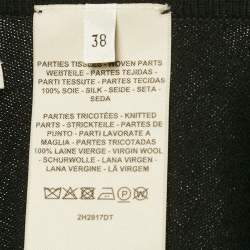 38
PARTIES TISSÉES - WOVEN PARTS
WEBTEILE - PARTES TEJIDAS -
PARTI TESSUTE - PARTES TECIDAS
100% SOIE - SILK - SEIDE - SETA -
SEDA
PARTIES TRICOTÉES - KNITTED
PARTS - STRICKTEILE - PARTES
DE PUNTO - PARTI LAVORATE A
MAGLIA - PARTES TRICOTADAS
100% LAINE VIERGE - VIRGIN WOOL
- SCHURWOLLE - LANA VIRGEN -
LANA VERGINE - LÃ VIRGEM
2H2817DT